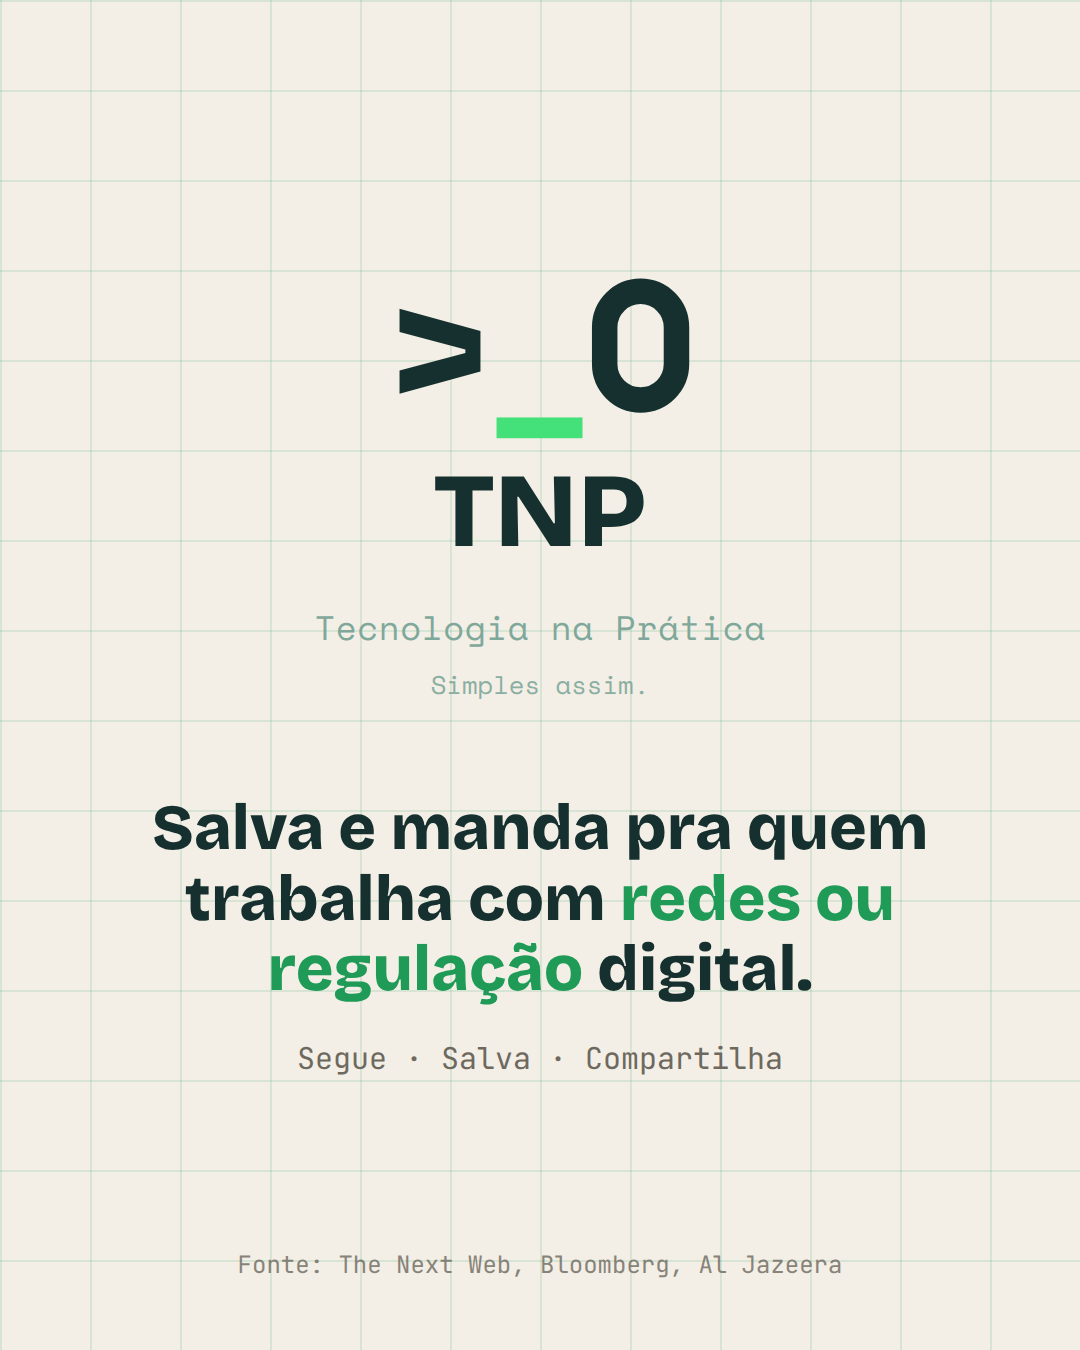 >_0
TNP
Tecnologia na Prática
Simples assim.
Salva e manda pra quem
trabalha com redes ou
regulação digital.
Segue · Salva · Compartilha
Fonte: The Next Web, Bloomberg, Al Jazeera